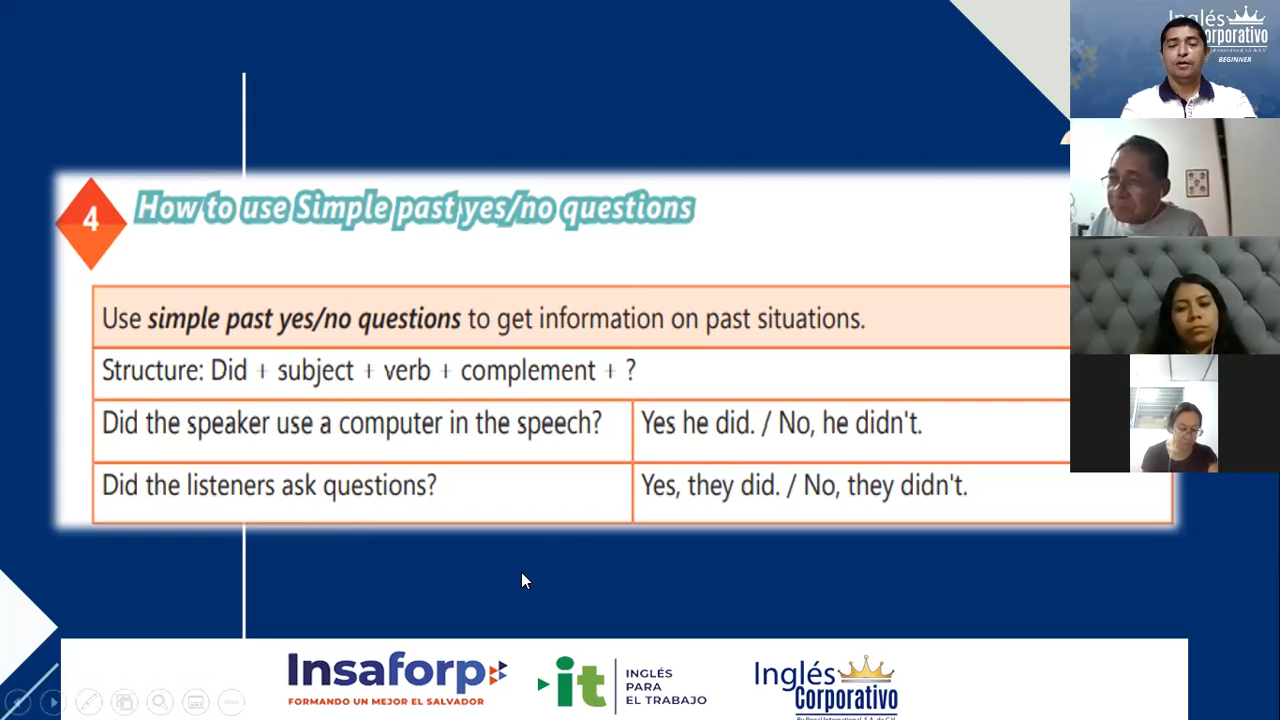 4
How to use Simple past yes/no questions
Use simple past yes/no questions to get information on past situations.
Structure: Did + subject + verb + complement + ?
Did the speaker use a computer in the speech?
Yes he did. / No, he didn't.
Did the listeners ask questions?
Yes, they did. / No, they didn't.
Insaforp
FORMANDO UN MEJOR EL SALVADOR
it
INGLÉS
PARA
EL TRABAJO
Inglés
Corporativo
Inglés
orporativo
BEGINNER